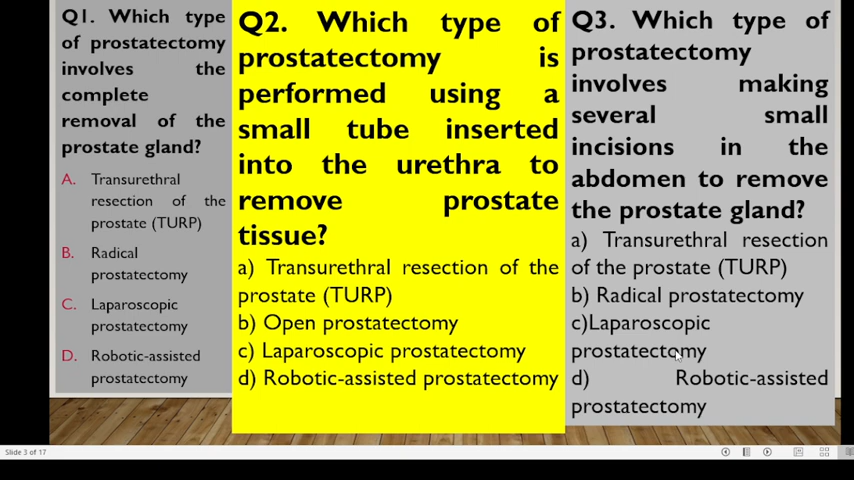 Q1. Which type
of prostatectomy
involves the
complete
removal of the
prostate gland?
A. Transurethral
resection of the
prostate (TURP)
B. Radical
prostatectomy
C. Laparoscopic
prostatectomy
D. Robotic-assisted
prostatectomy
Q2. Which type of
prostatectomy is
performed using a
small tube inserted
into the urethra to
remove prostate
tissue?
a) Transurethral resection of the
prostate (TURP)
b) Open prostatectomy
c) Laparoscopic prostatectomy
d) Robotic-assisted prostatectomy
Q3. Which type of
prostatectomy
involves making
several small
incisions in the
abdomen to remove
the prostate gland?
a) Transurethral resection
of the prostate (TURP)
b) Radical prostatectomy
c)Laparoscopic
prostatectomy
d) Robotic-assisted
prostatectomy
Slide 3 of 17